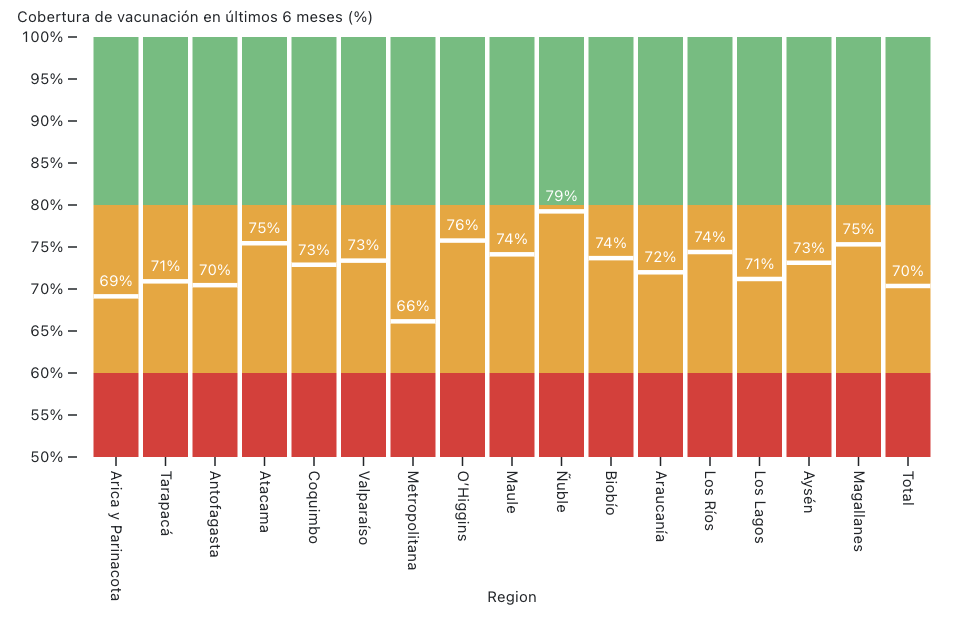 Cobertura de vacunación en últimos 6 meses (%)
100%
95%
90%
85%
80%
75%
70%
65%
60%
55%
50%
69%
71%
70%
75%
73%
73%
66%
76%
74%
79%
74%
72%
74%
71%
73%
75%
70%
Arica y Parinacota
Tarapacá
Antofagasta
Atacama
Coquimbo
Valparaíso
Metropolitana
O'Higgins
Maule
Ñuble
Biobío
Araucanía
Los Ríos
Los Lagos
Aysén
Magallanes
Total
Region